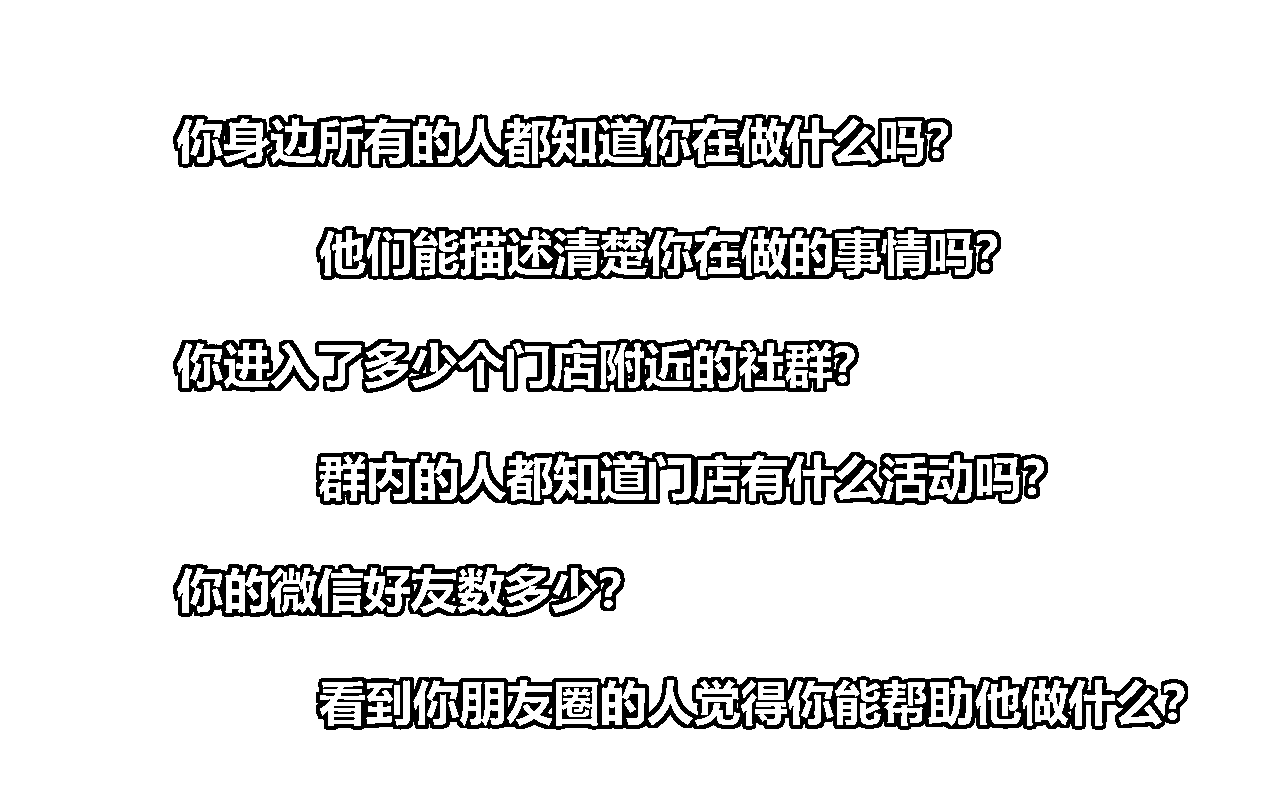 你身边所有的人都知道你在做什么吗?
他们能描述清楚你在做的事情吗?
你进入了多少个门店附近的社群?
群内的人都知道门店有什么活动吗?
你的微信好友数多少?
看到你朋友圈的人觉得你能帮助他做什么?